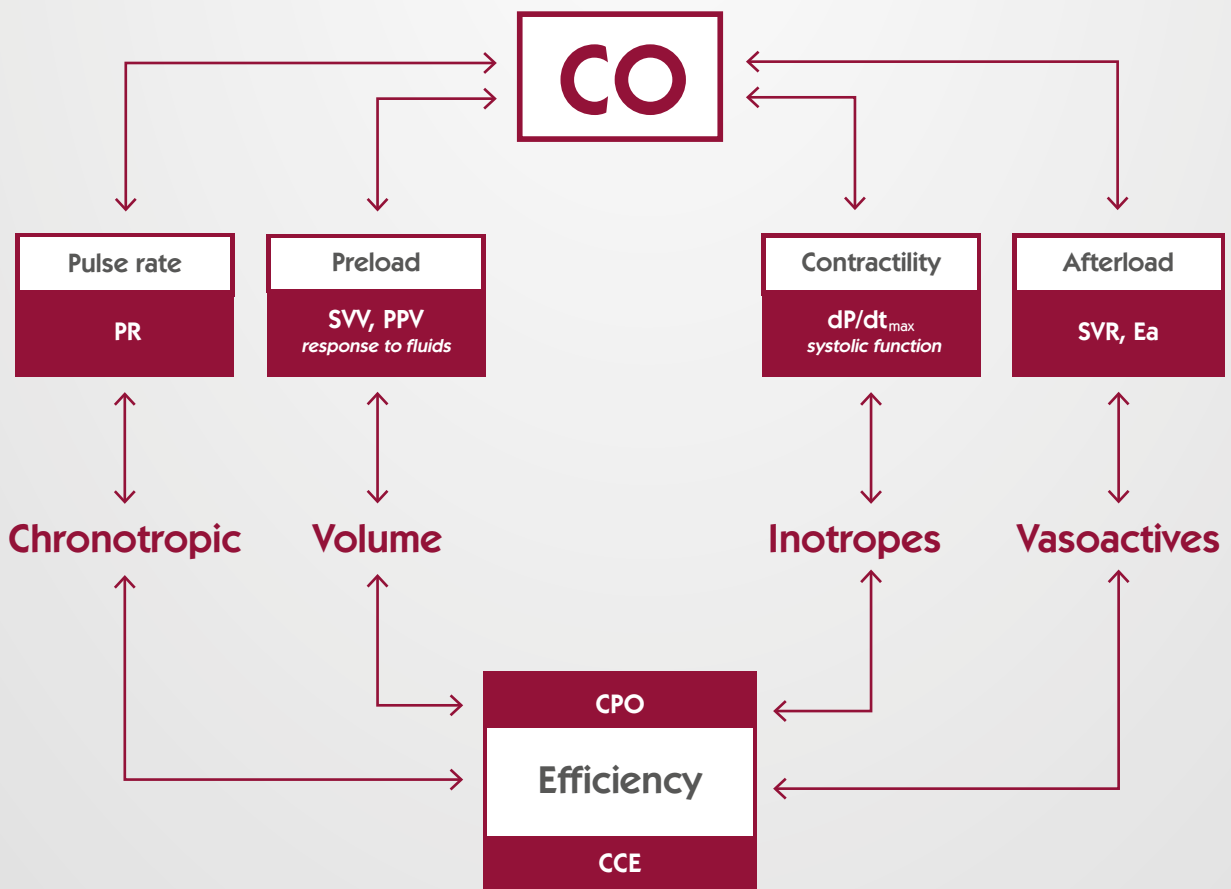 CO
Pulse rate
PR
Preload
SVV, PPV
response to fluids
Contractility
dP/dtmax
systolic function
Afterload
SVR, Ea
Chronotropic
Volume
Inotropes
Vasoactives
CPO
Efficiency
CCE